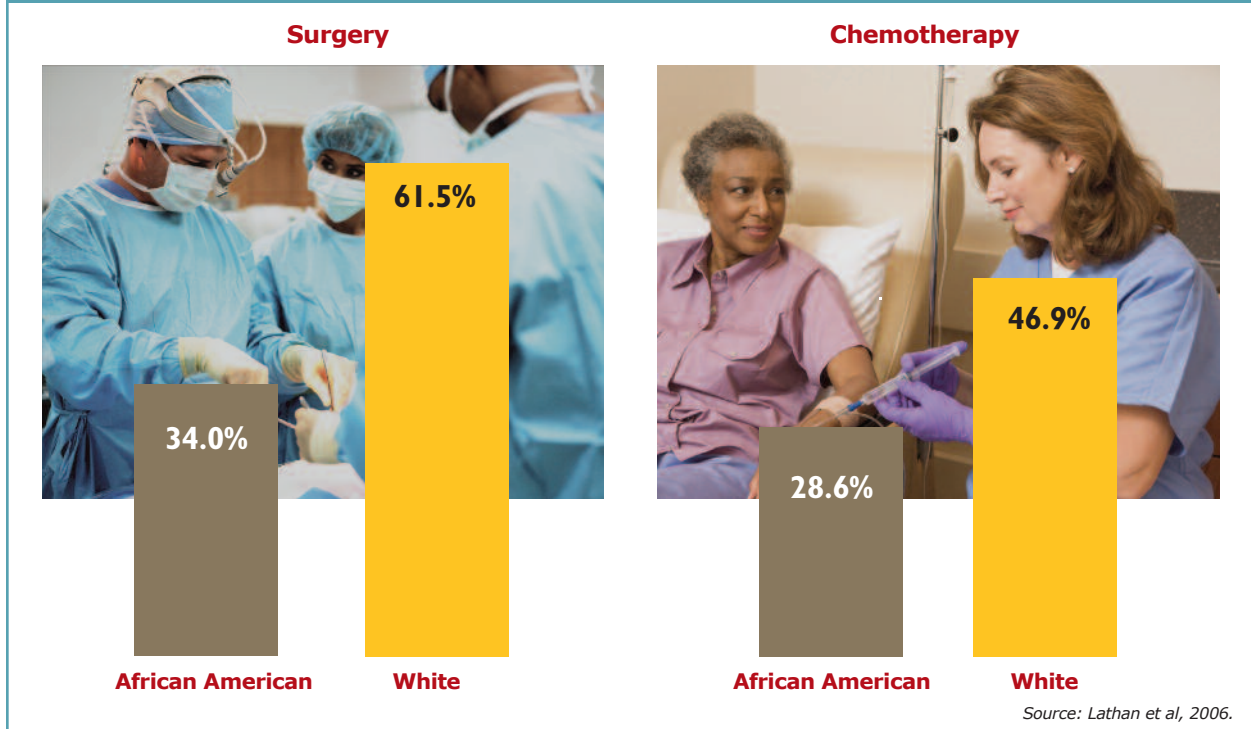 Surgery
61.5%
34.0%
African American
White
Chemotherapy
46.9%
28.6%
African American
White
Source: Lathan et al, 2006.